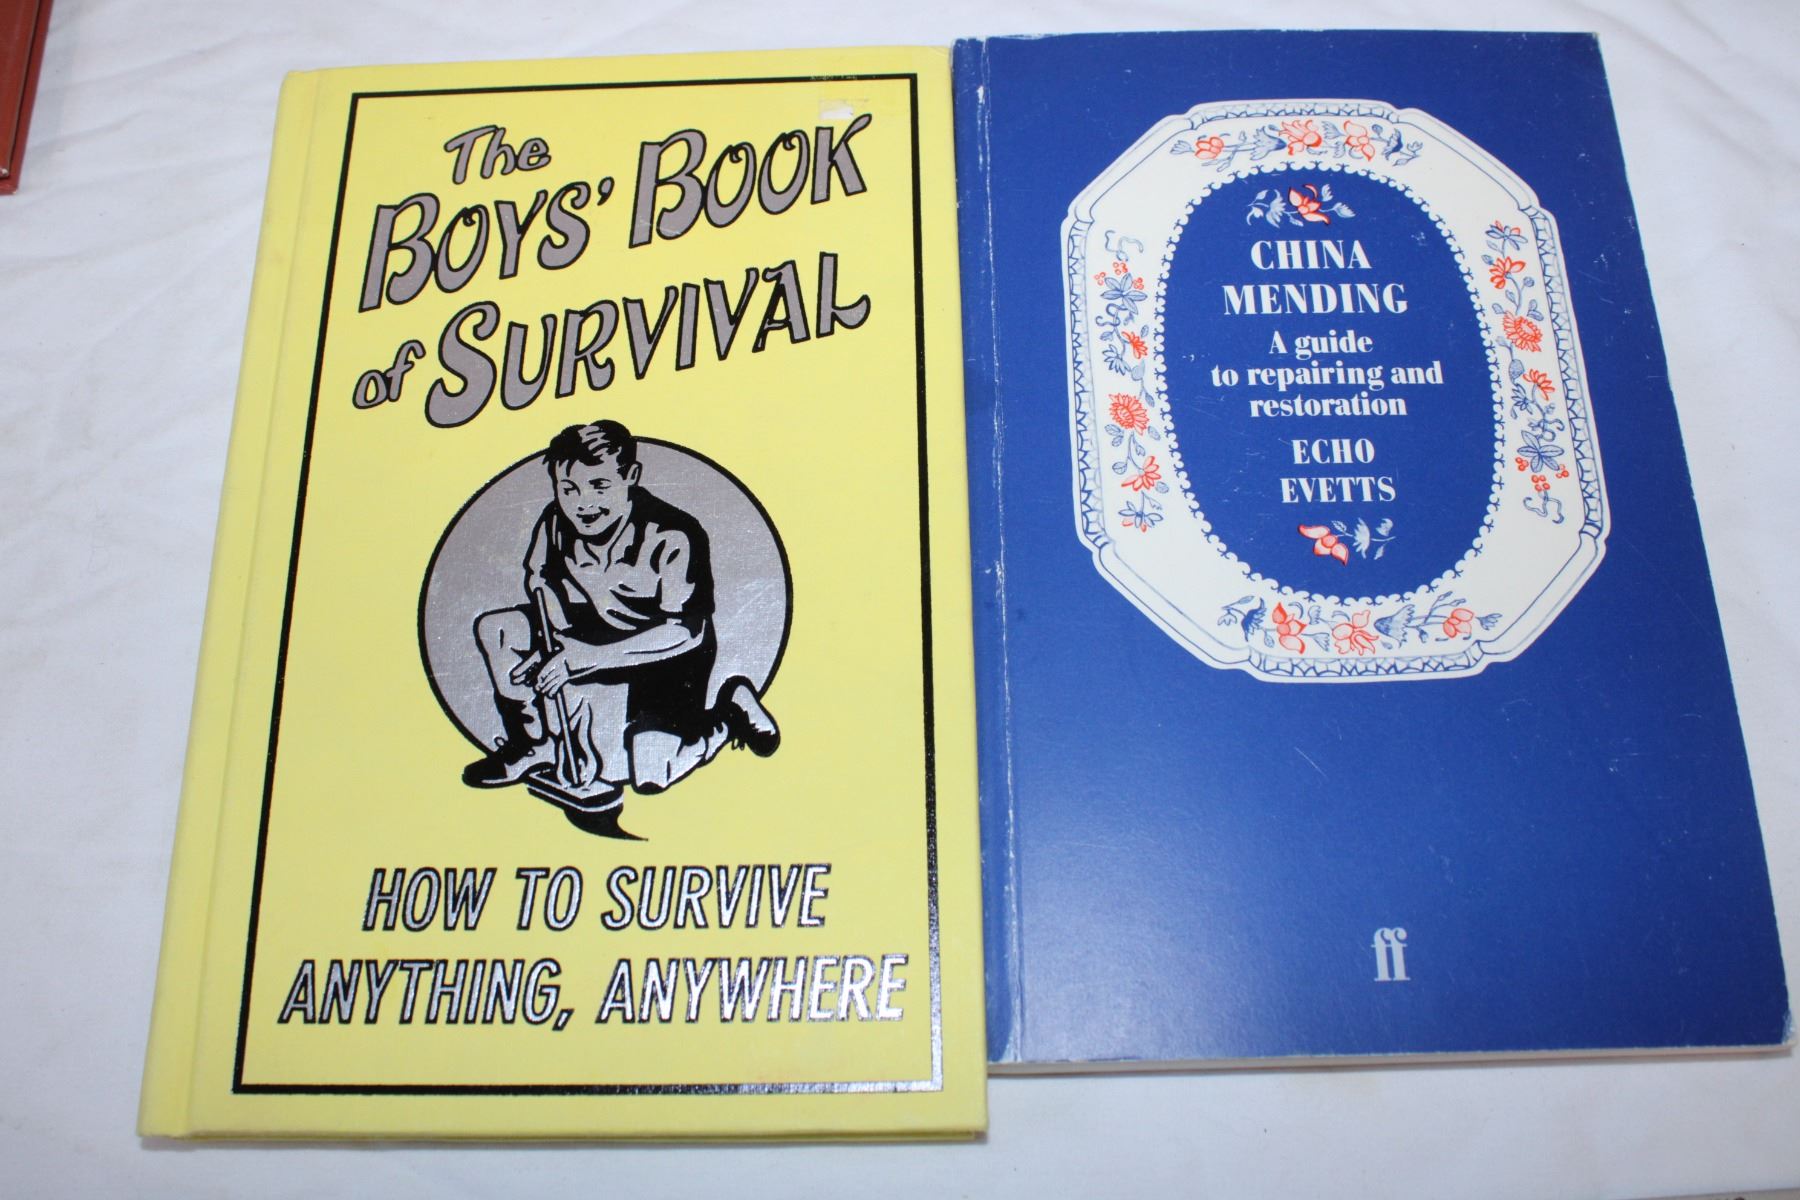 The
BOYS' BOOK
of SURVIVAL
HOW TO SURVIVE
ANYTHING, ANYWHERE
CHINA
MENDING
A guide
to repairing and
restoration
ECHO
EVETTS
ff